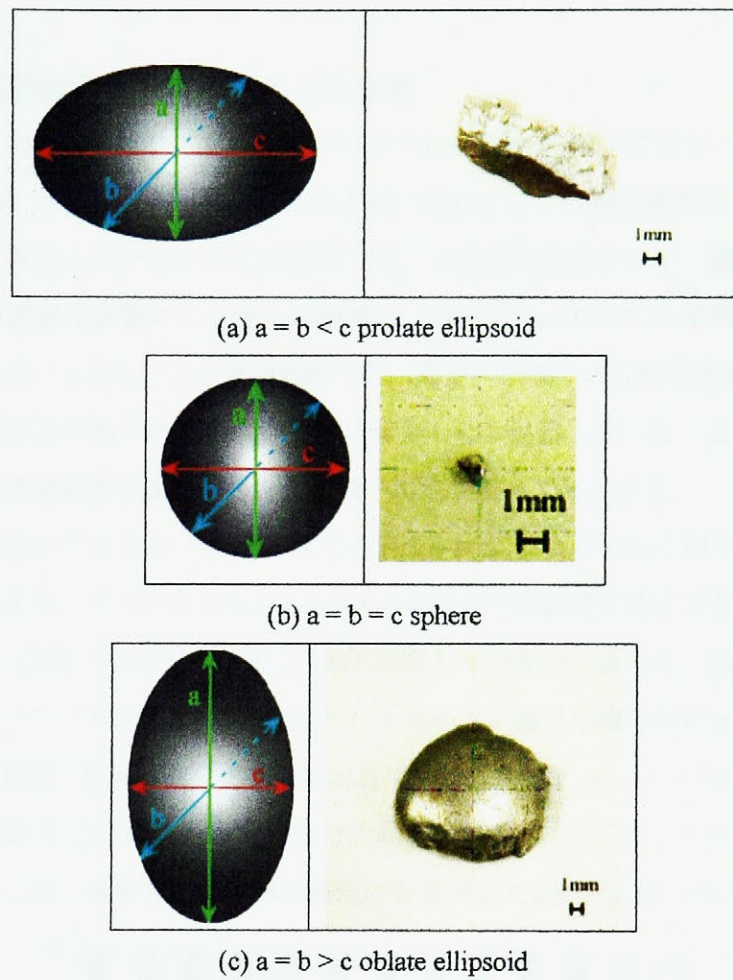 a
c
b
1mm
(a) a = b < c prolate ellipsoid
a
c
b
1mm
(b) a = b = c sphere
a
c
b
1mm
(c) a = b > c oblate ellipsoid